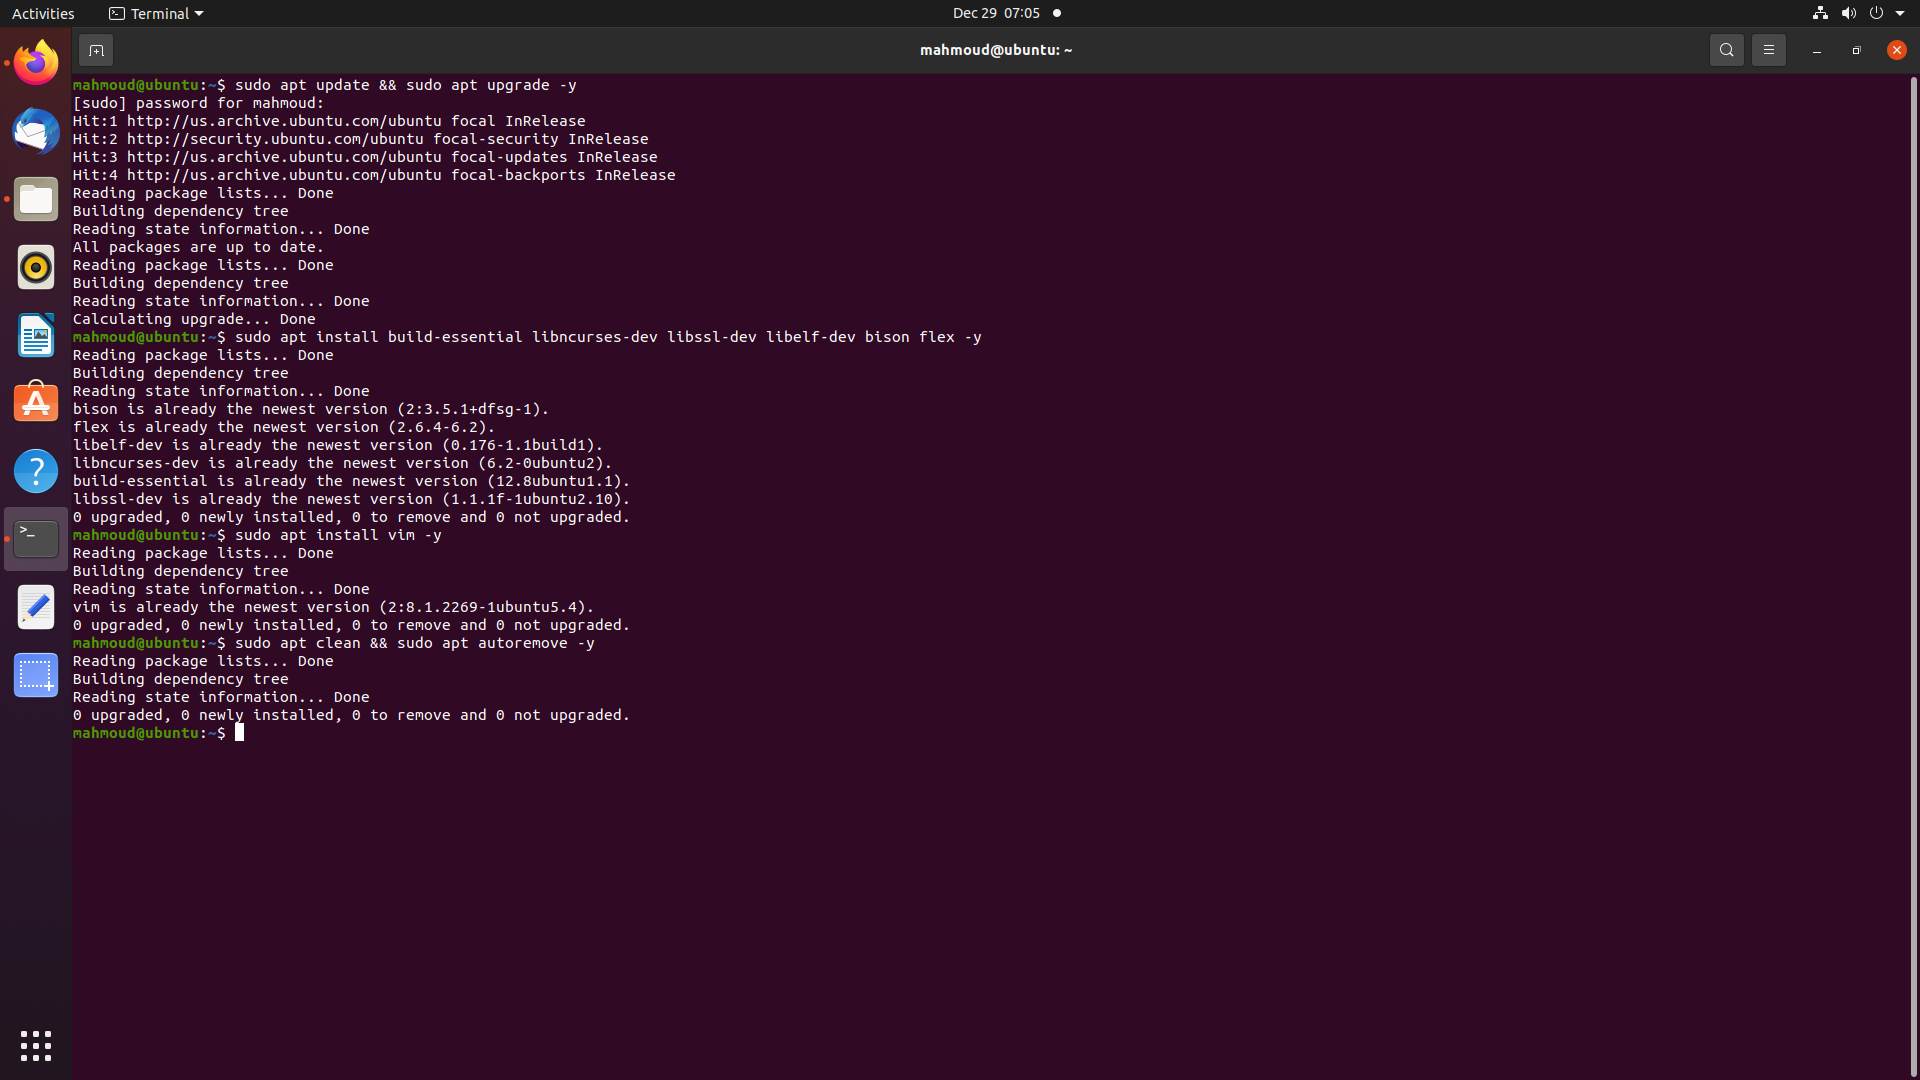 Activities
Terminal
Dec 29 07:05
mahmoud@ubuntu: ~
mahmoud@ubuntu:~$ sudo apt update && sudo apt upgrade -y
[sudo] password for mahmoud:
Hit:1 http://us.archive.ubuntu.com/ubuntu focal InRelease
Hit:2 http://security.ubuntu.com/ubuntu focal-security InRelease
Hit:3 http://us.archive.ubuntu.com/ubuntu focal-updates InRelease
Hit:4 http://us.archive.ubuntu.com/ubuntu focal-backports InRelease
Reading package lists... Done
Building dependency tree
Reading state information... Done
All packages are up to date.
Reading package lists... Done
Building dependency tree
Reading state information... Done
Calculating upgrade... Done
mahmoud@ubuntu:~$ sudo apt install build-essential libncurses-dev libssl-dev libelf-dev bison flex -y
Reading package lists... Done
Building dependency tree
Reading state information... Done
bison is already the newest version (2:3.5.1+dfsg-1).
flex is already the newest version (2.6.4-6.2).
libelf-dev is already the newest version (0.176-1.1build1).
libncurses-dev is already the newest version (6.2-0ubuntu2).
build-essential is already the newest version (12.8ubuntu1.1).
libssl-dev is already the newest version (1.1.1f-1ubuntu2.10).
0 upgraded, 0 newly installed, 0 to remove and 0 not upgraded.
mahmoud@ubuntu:~$ sudo apt install vim -y
Reading package lists... Done
Building dependency tree
Reading state information... Done
vim is already the newest version (2:8.1.2269-1ubuntu5.4).
0 upgraded, 0 newly installed, 0 to remove and 0 not upgraded.
mahmoud@ubuntu:~$ sudo apt clean && sudo apt autoremove -y
Reading package lists... Done
Building dependency tree
Reading state information... Done
0 upgraded, 0 newly installed, 0 to remove and 0 not upgraded.
mahmoud@ubuntu:~$